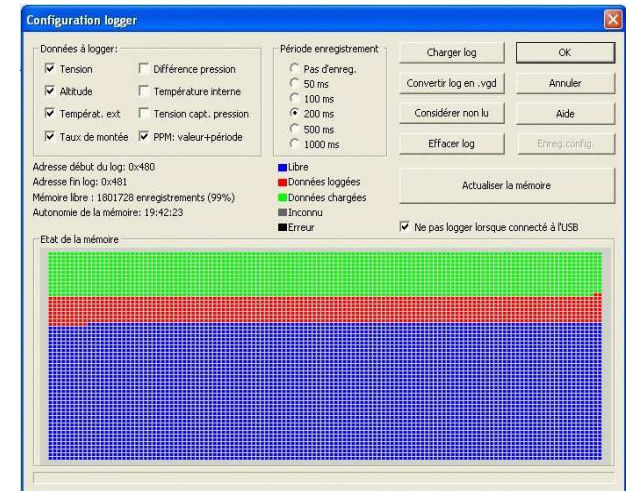 Configuration logger
Données à logger:
Tension
Différence pression
Altitude
Température interne
Températ. ext
Tension capt. pression
Taux de montée
PPM: valeur+période
Période enregistrement
Pas d'enreg.
50 ms
100 ms
200 ms
500 ms
1000 ms
Charger log
OK
Convertir log en .vgd
Annuler
Considérer non lu
Aide
Effacer log
Enreg.config.
Adresse début du log: 0x480
Adresse fin log: 0x481
Mémoire libre : 1801728 enregistrements (99%)
Autonomie de la mémoire: 19:42:23
Libre
Données loggées
Données chargées
Inconnu
Erreur
Actualiser la mémoire
Ne pas logger lorsque connecté à l'USB
Etat de la mémoire